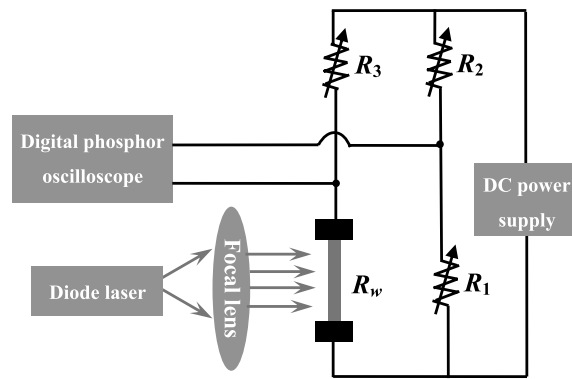 R3
R2
Digital phosphor
oscilloscope
DC power
supply
Focal lens
Diode laser
Rw
R1